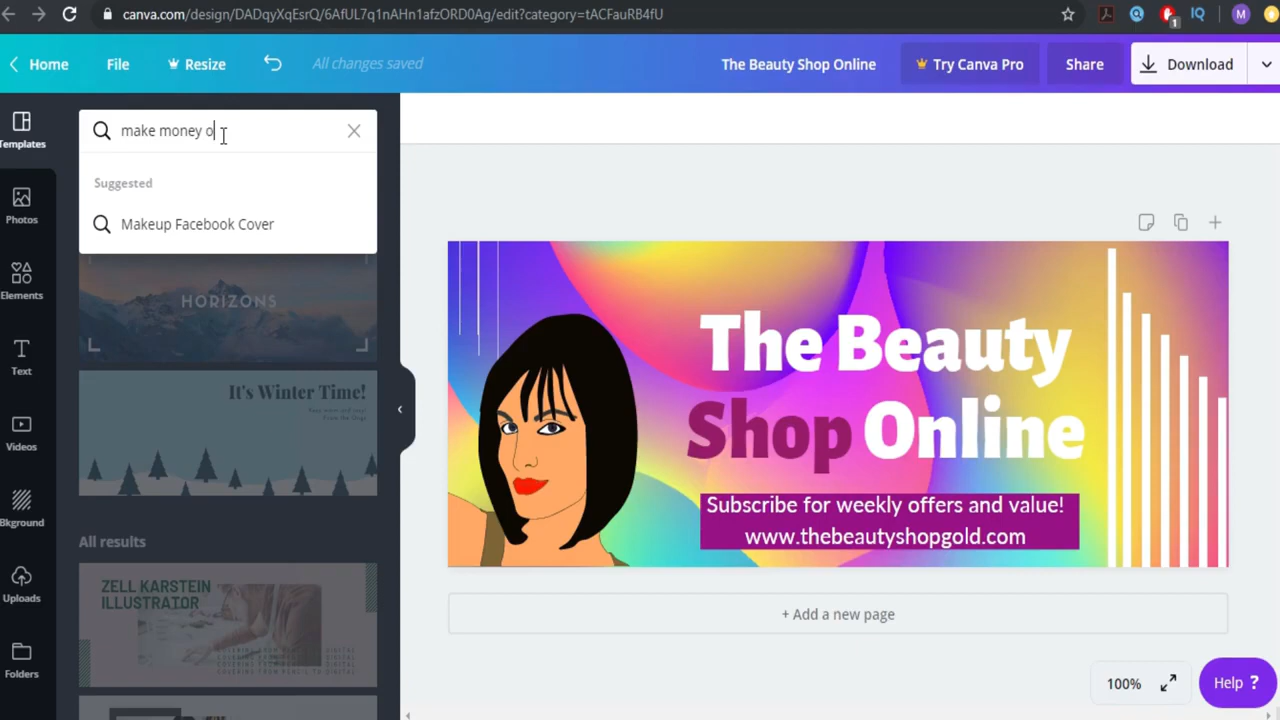 canva.com/design/DADqyXqEsrQ/6AfUL7q1nAHn1afzORD0Ag/edit?category=tACFauRB4fU
1
IQ
M
Home
File
Resize
All changes saved
The Beauty Shop Online
Try Canva Pro
Share
Download
Templates
Photos
Elements
Text
Videos
Bkground
Uploads
Folders
make money o
Suggested
Makeup Facebook Cover
HORIZONS
It's Winter Time!
All results
ZELL KARSTEIN
ILLUSTRATOR
The Beauty
Shop Online
Subscribe for weekly offers and value!
www.thebeautyshopgold.com
+ Add a new page
100%
Help ?